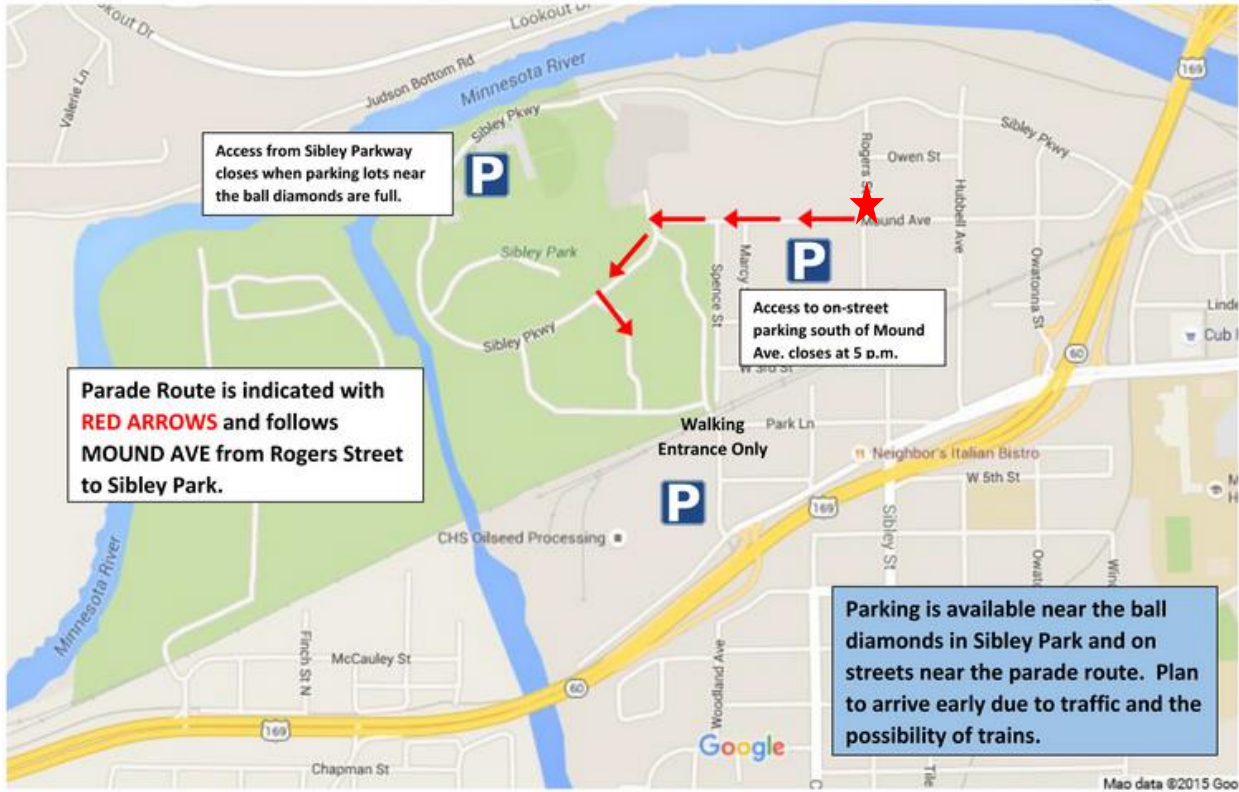 Lookout Dr
Lookout Dr
Valerie Ln
Judson Bottom Rd
Minnesota River
Sibley Pkwy
169
Access from Sibley Parkway
closes when parking lots near
the ball diamonds are full.
P
Rogers
Owen St
Sibley Pkwy
Hubbell Ave
Mound Ave
Sibley Park
P
Marcy
Spence St
Owatonna St
Access to on-street
parking south of Mound
Ave. closes at 5 p.m.
Cub
Sibley Pkwy
60
W 3rd St
Parade Route is indicated with
RED ARROWS and follows
MOUND AVE from Rogers Street
to Sibley Park.
Walking
Entrance Only
Park Ln
Neighbor's Italian Bistro
W 5th St
P
169
CHS Oilseed Processing
Sibley St
Minnesota River
Parking is available near the ball
diamonds in Sibley Park and on
streets near the parade route. Plan
to arrive early due to traffic and the
possibility of trains.
Finch St N
McCauley St
Woodland Ave
60
169
Google
Chapman St
Tile
Map data ©2015 Goo